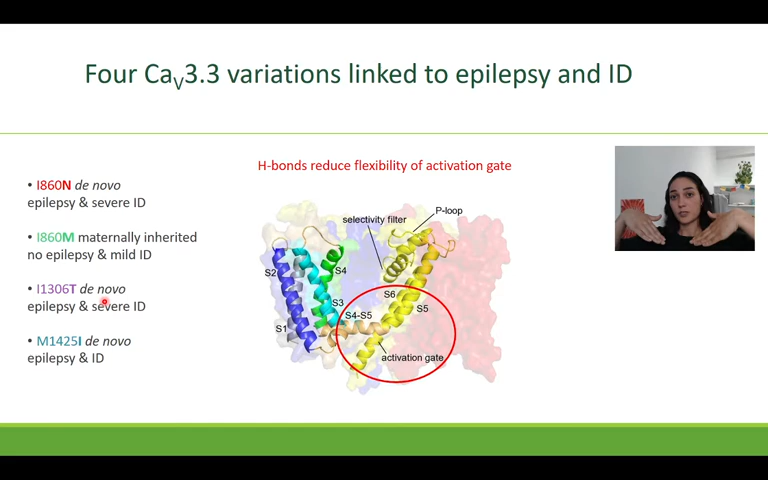 Four CaV3.3 variations linked to epilepsy and ID
H-bonds reduce flexibility of activation gate
• I860N de novo
epilepsy & severe ID
• I860M maternally inherited
no epilepsy & mild ID
• I1306T de novo
epilepsy & severe ID
• M1425I de novo
epilepsy & ID
P-loop
selectivity filter
S2
S4
S6
S3
S5
S4-S5
S1
activation gate